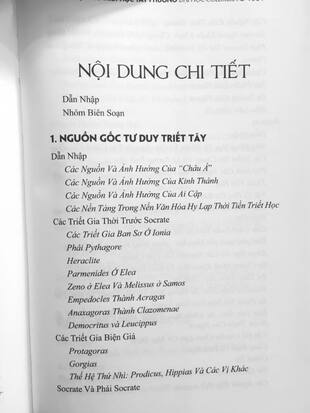 HỌC TÂY PHƯƠNG
NỘI DUNG CHI TIẾT
Dẫn Nhập
Nhóm Biên Soạn
1. NGUỒN GỐC TƯ DUY TRIẾT TÂY
Dẫn Nhập
Các Nguồn Và Ảnh Hưởng Của "Châu Á"
Các Nguồn Và Ảnh Hưởng Của Kinh Thánh
Các Nguồn Và Ảnh Hưởng Của Ai Cập
Các Nền Tảng Trong Nền Văn Hóa Hy Lạp Thời Tiền Triết Học
Các Triết Gia Thời Trước Socrate
Các Triết Gia Ban Sơ Ở Ionia
Phái Pythagore
Heraclite
Parmenides Ở Elea
Zeno ở Elea Và Melissus ở Samos
Empedocles Thành Acragas
Anaxagoras Thành Clazomenae
Democritus và Leucippus
Các Triết Gia Biện Giả
Protagoras
Gorgias
Thế Hệ Thứ Nhì: Prodicus, Hippias Và Các Vị Khác
Socrate Và Phái Socrate